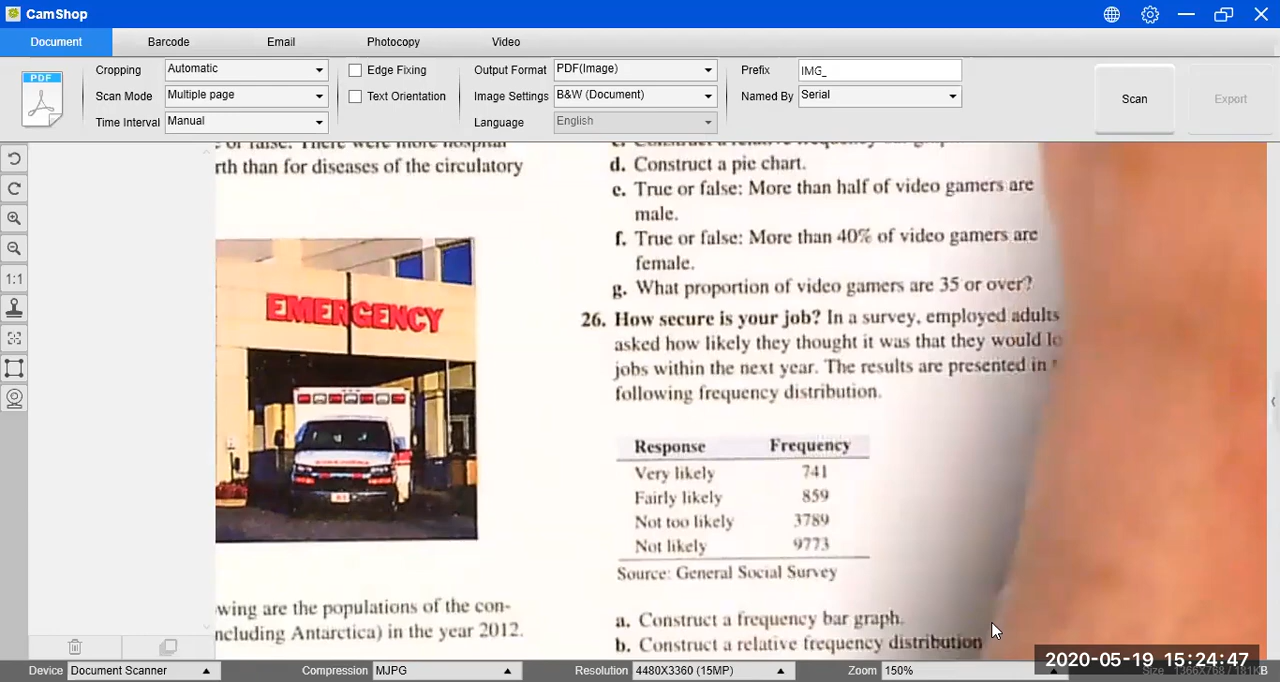 CamShop
Document
Barcode
Email
Photocopy
Video
PDF
Cropping Automatic
Edge Fixing
Output Format PDF(Image)
Prefix IMG_
Scan Mode Multiple page
Text Orientation
Image Settings B&W (Document)
Named By Serial
Time Interval Manual
Language English
Scan
Export
1:1
or false: There were more hospital
rth than for diseases of the circulatory
EMERGENCY
wing are the populations of the con-
ncluding Antarctica) in the year 2012.
d. Construct a pie chart.
e. True or false: More than half of video gamers are
male.
f. True or false: More than 40% of video gamers are
female.
g. What proportion of video gamers are 35 or over?
26. How secure is your job? In a survey, employed adults
asked how likely they thought it was that they would lo
jobs within the next year. The results are presented in
following frequency distribution.
Response Frequency
Very likely 741
Fairly likely 859
Not too likely 3789
Not likely 9773
Source: General Social Survey
a. Construct a frequency bar graph.
b. Construct a relative frequency distribution
Device Document Scanner
Compression MJPG
Resolution 4480X3360 (15MP)
Zoom 150%
2020-05-19 15:24:47